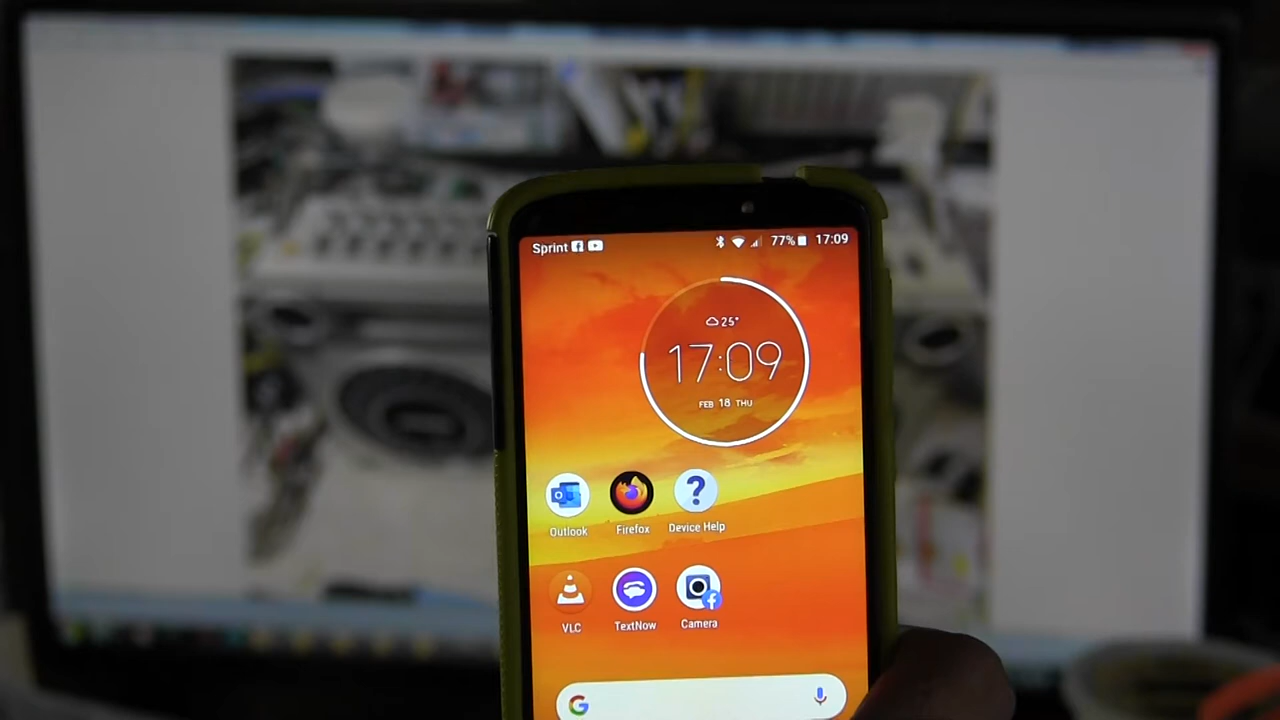 Sprint 77% 17:09
25°
17:09
FEB 18 THU
Outlook Firefox Device Help
VLC TextNow Camera